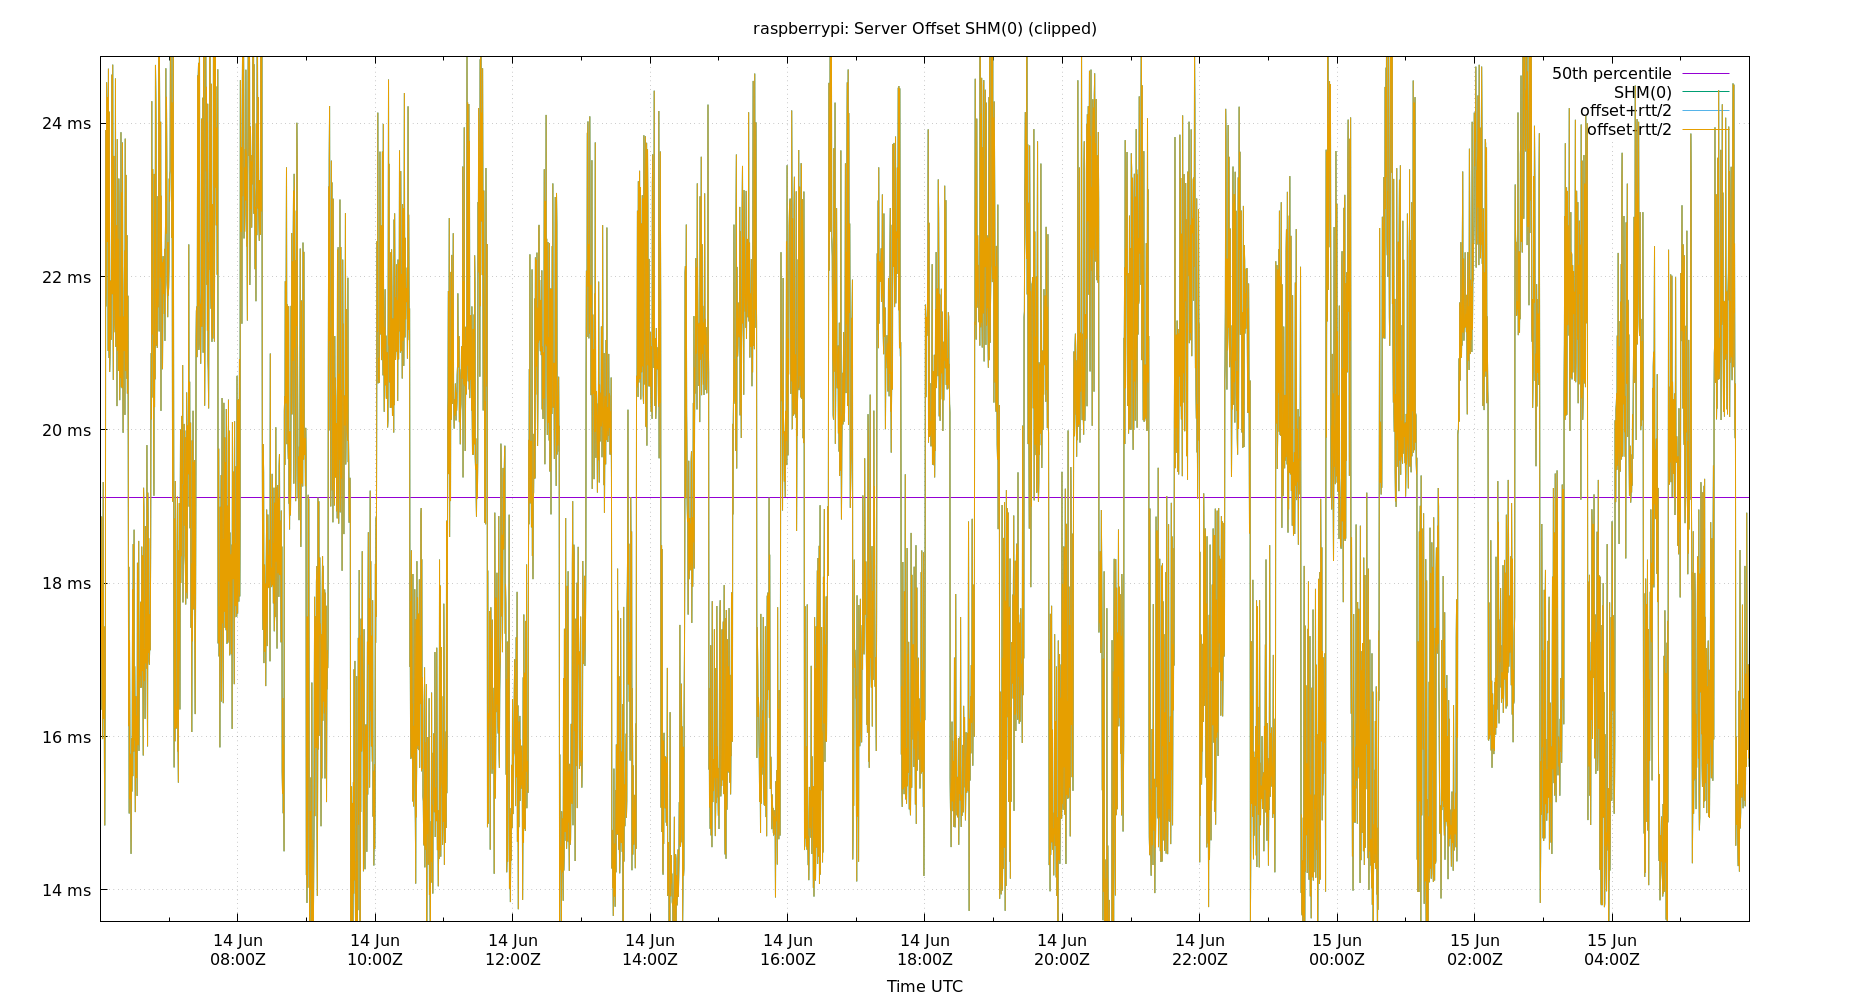 raspberrypi: Server Offset SHM(0) (clipped)
50th percentile
SHM(0)
offset+rtt/2
offset-rtt/2
24 ms
22 ms
20 ms
18 ms
16 ms
14 ms
14 Jun 14 Jun 14 Jun 14 Jun 14 Jun 14 Jun 14 Jun 14 Jun 15 Jun 15 Jun 15 Jun
08:00Z 10:00Z 12:00Z 14:00Z 16:00Z 18:00Z 20:00Z 22:00Z 00:00Z 02:00Z 04:00Z
Time UTC